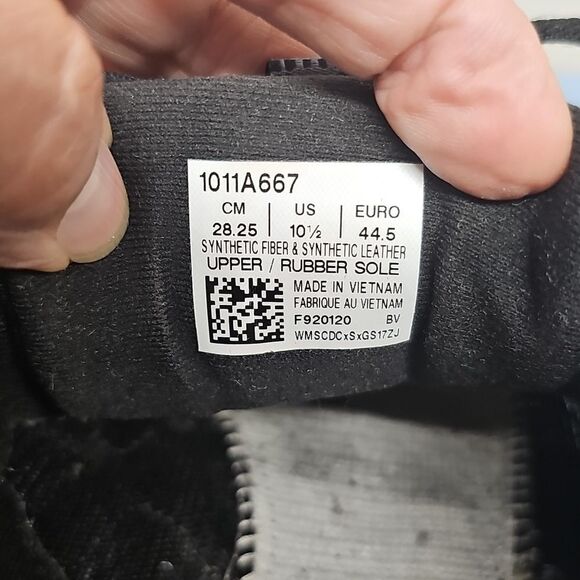 1011A667
CM US EURO
28.25 10½ 44.5
SYNTHETIC FIBER & SYNTHETIC LEATHER
UPPER / RUBBER SOLE
MADE IN VIETNAM
FABRIQUE AU VIETNAM
F920120 BV
WMSCDCxSxGS17ZJ